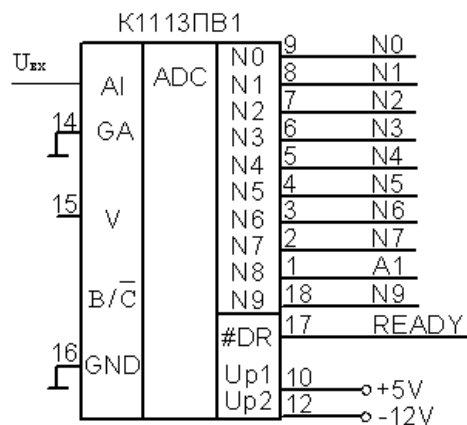 К1113ПВ1
Uвх
AI
ADC
N0 9 N0
N1 8 N1
N2 7 N2
14 GA
N3 6 N3
N4 5 N4
N5 4 N5
15 V
N6 3 N6
N7 2 N7
N8 1 A1
B/C̅
N9 18 N9
#DR 17 READY
16 GND
Up1 10 +5V
Up2 12 -12V